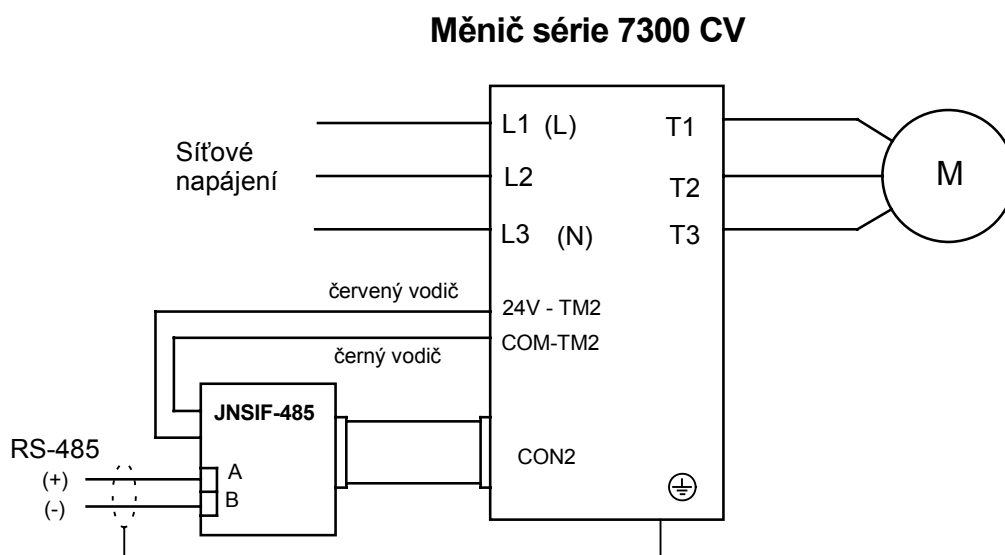 Měnič série 7300 CV
L1 (L)
T1
Síťové
napájení
L2
T2
M
L3 (N)
T3
červený vodič
24V - TM2
COM-TM2
černý vodič
JNSIF-485
RS-485
(+)
A
CON2
(-)
B